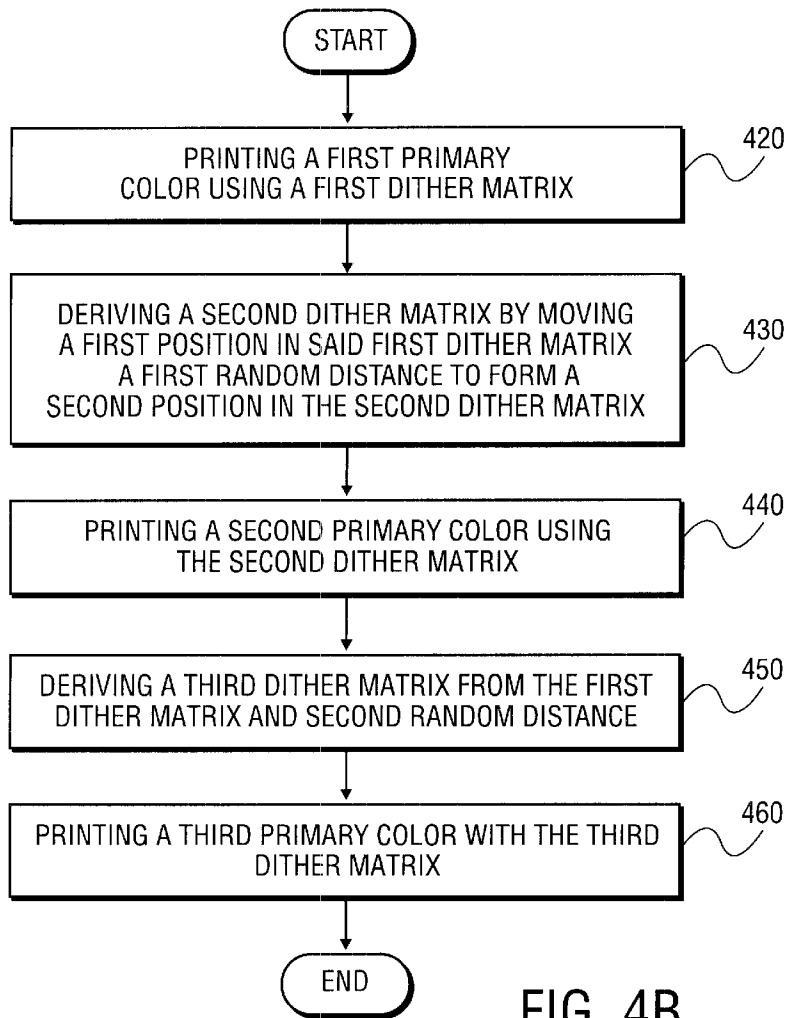 START
PRINTING A FIRST PRIMARY
COLOR USING A FIRST DITHER MATRIX
420
DERIVING A SECOND DITHER MATRIX BY MOVING
A FIRST POSITION IN SAID FIRST DITHER MATRIX
A FIRST RANDOM DISTANCE TO FORM A
SECOND POSITION IN THE SECOND DITHER MATRIX
430
PRINTING A SECOND PRIMARY COLOR USING
THE SECOND DITHER MATRIX
440
DERIVING A THIRD DITHER MATRIX FROM THE FIRST
DITHER MATRIX AND SECOND RANDOM DISTANCE
450
PRINTING A THIRD PRIMARY COLOR WITH THE THIRD
DITHER MATRIX
460
END
FIG. 4B